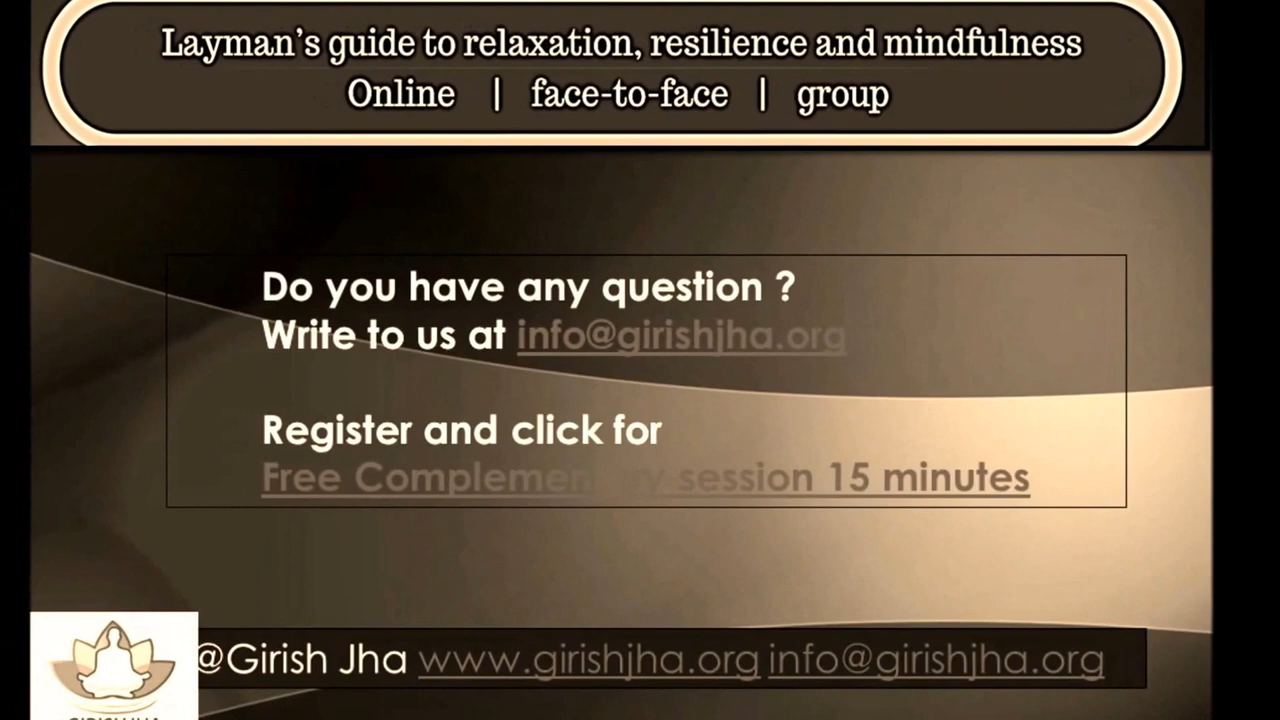 Layman's guide to relaxation, resilience and mindfulness
Online | face-to-face | group
Do you have any question ?
Write to us at info@girishjha.org
Register and click for
Free session 15 minutes
@Girish Jha www.girishjha.org info@girishjha.org